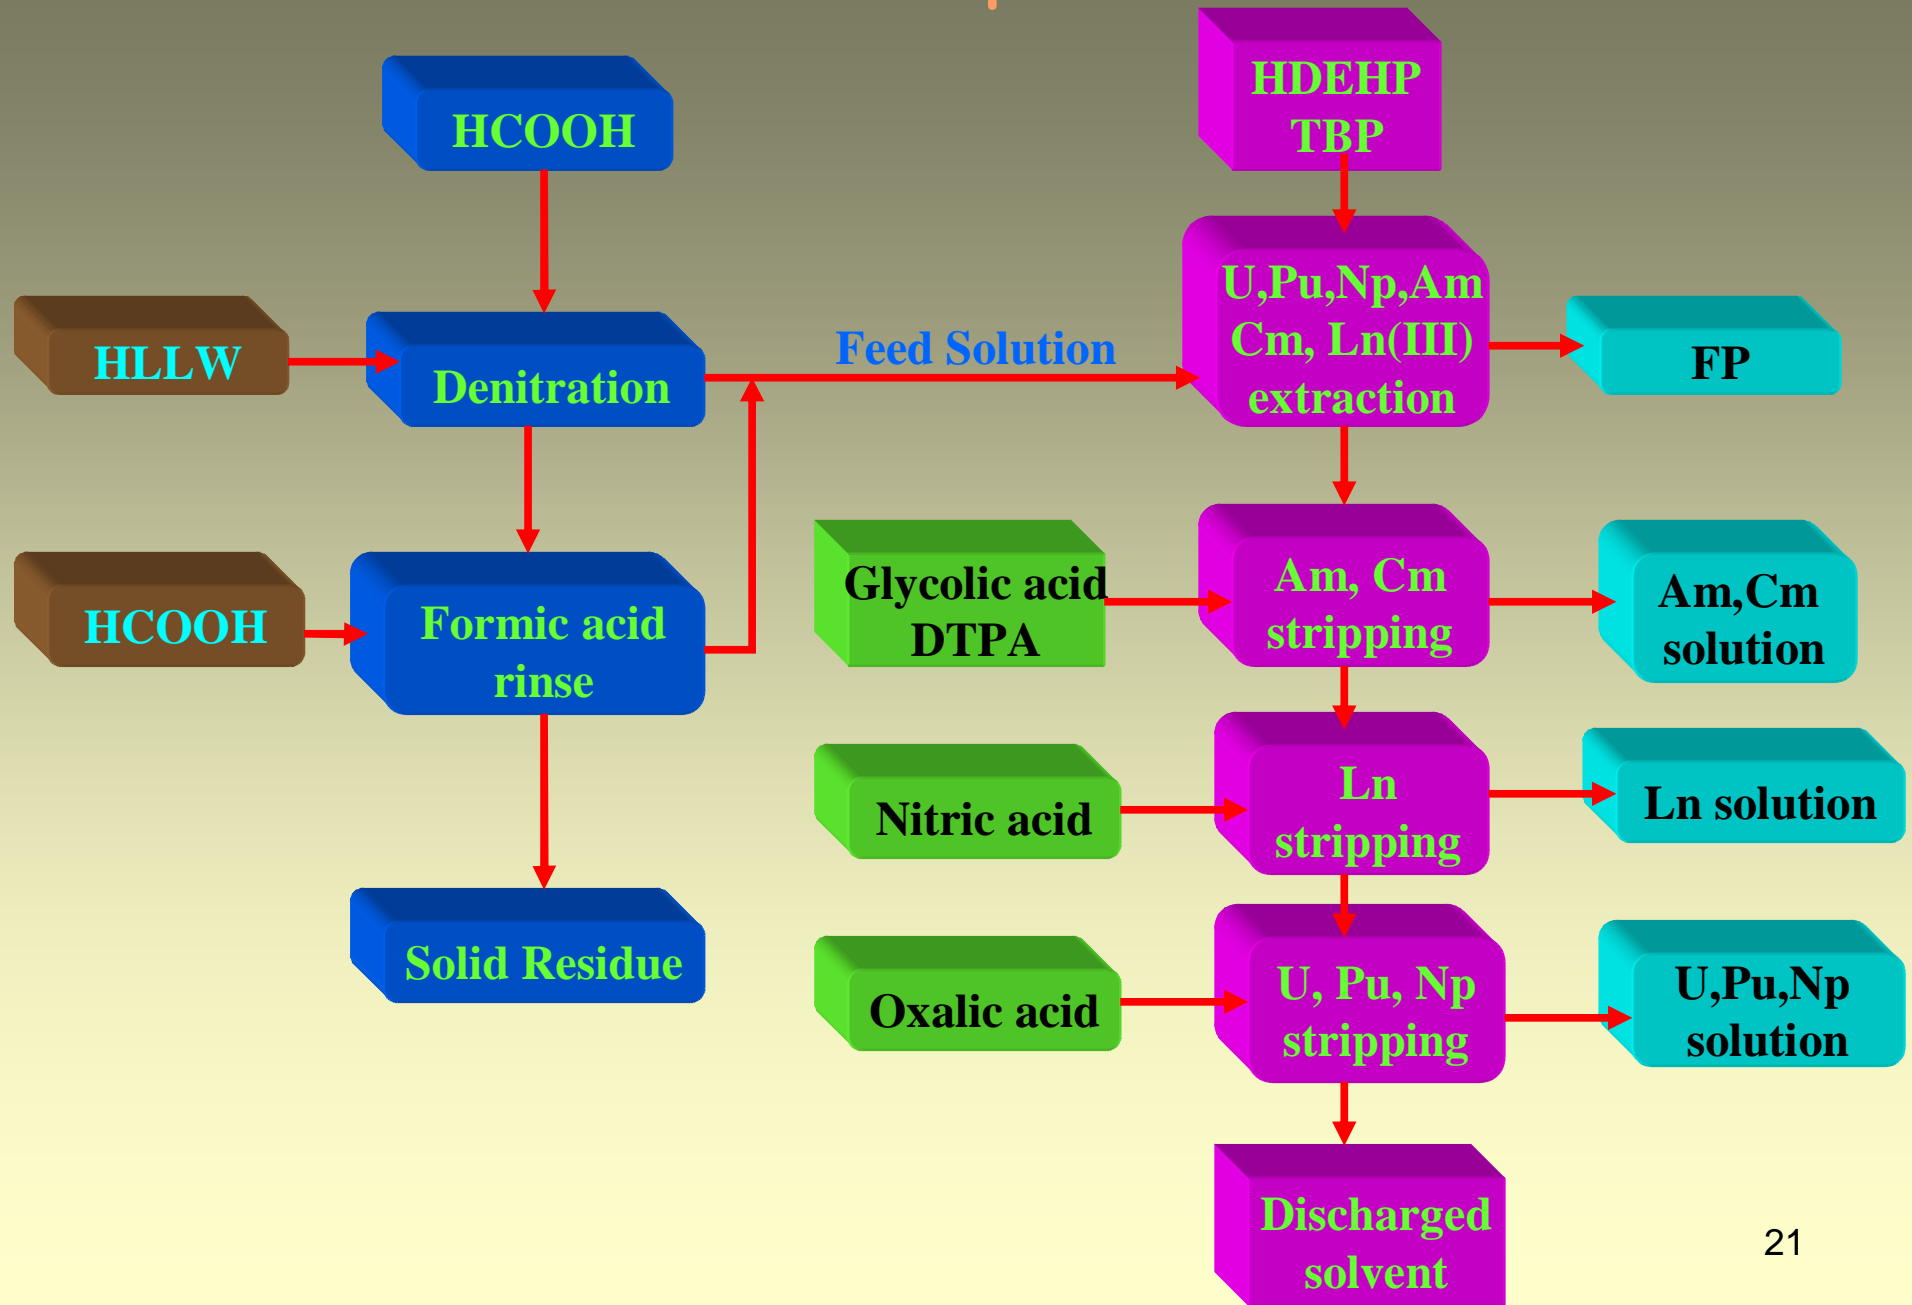 HCOOH
HDEHP
TBP
HLLW
Denitration
Feed Solution
U,Pu,Np,Am
Cm, Ln(III)
extraction
FP
HCOOH
Formic acid
rinse
Glycolic acid
DTPA
Am, Cm
stripping
Am,Cm
solution
Nitric acid
Ln
stripping
Ln solution
Solid Residue
Oxalic acid
U, Pu, Np
stripping
U,Pu,Np
solution
Discharged
solvent
21